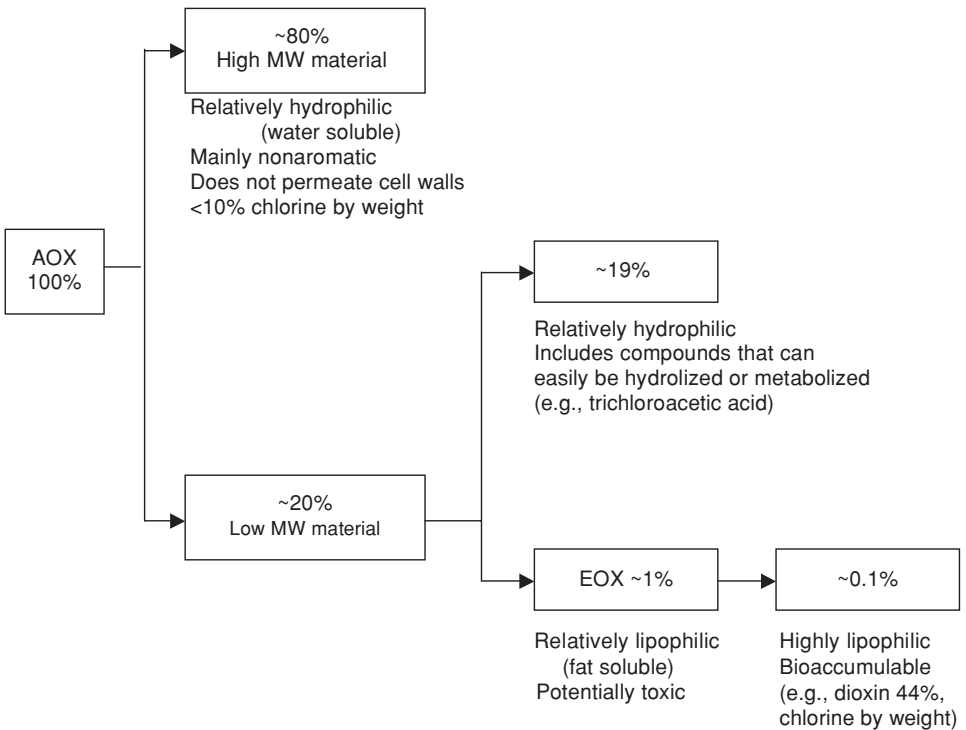 ~80%
High MW material
Relatively hydrophilic
(water soluble)
Mainly nonaromatic
Does not permeate cell walls
<10% chlorine by weight
AOX
100%
~19%
Relatively hydrophilic
Includes compounds that can
easily be hydrolized or metabolized
(e.g., trichloroacetic acid)
~20%
Low MW material
EOX ~1%
Relatively lipophilic
(fat soluble)
Potentially toxic
~0.1%
Highly lipophilic
Bioaccumulable
(e.g., dioxin 44%,
chlorine by weight)